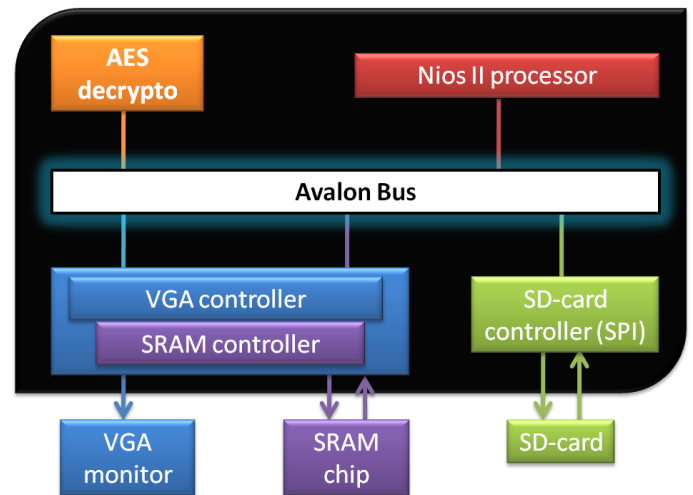 AES
decrypto
Nios II processor
Avalon Bus
VGA controller
SRAM controller
SD-card
controller (SPI)
VGA
monitor
SRAM
chip
SD-card